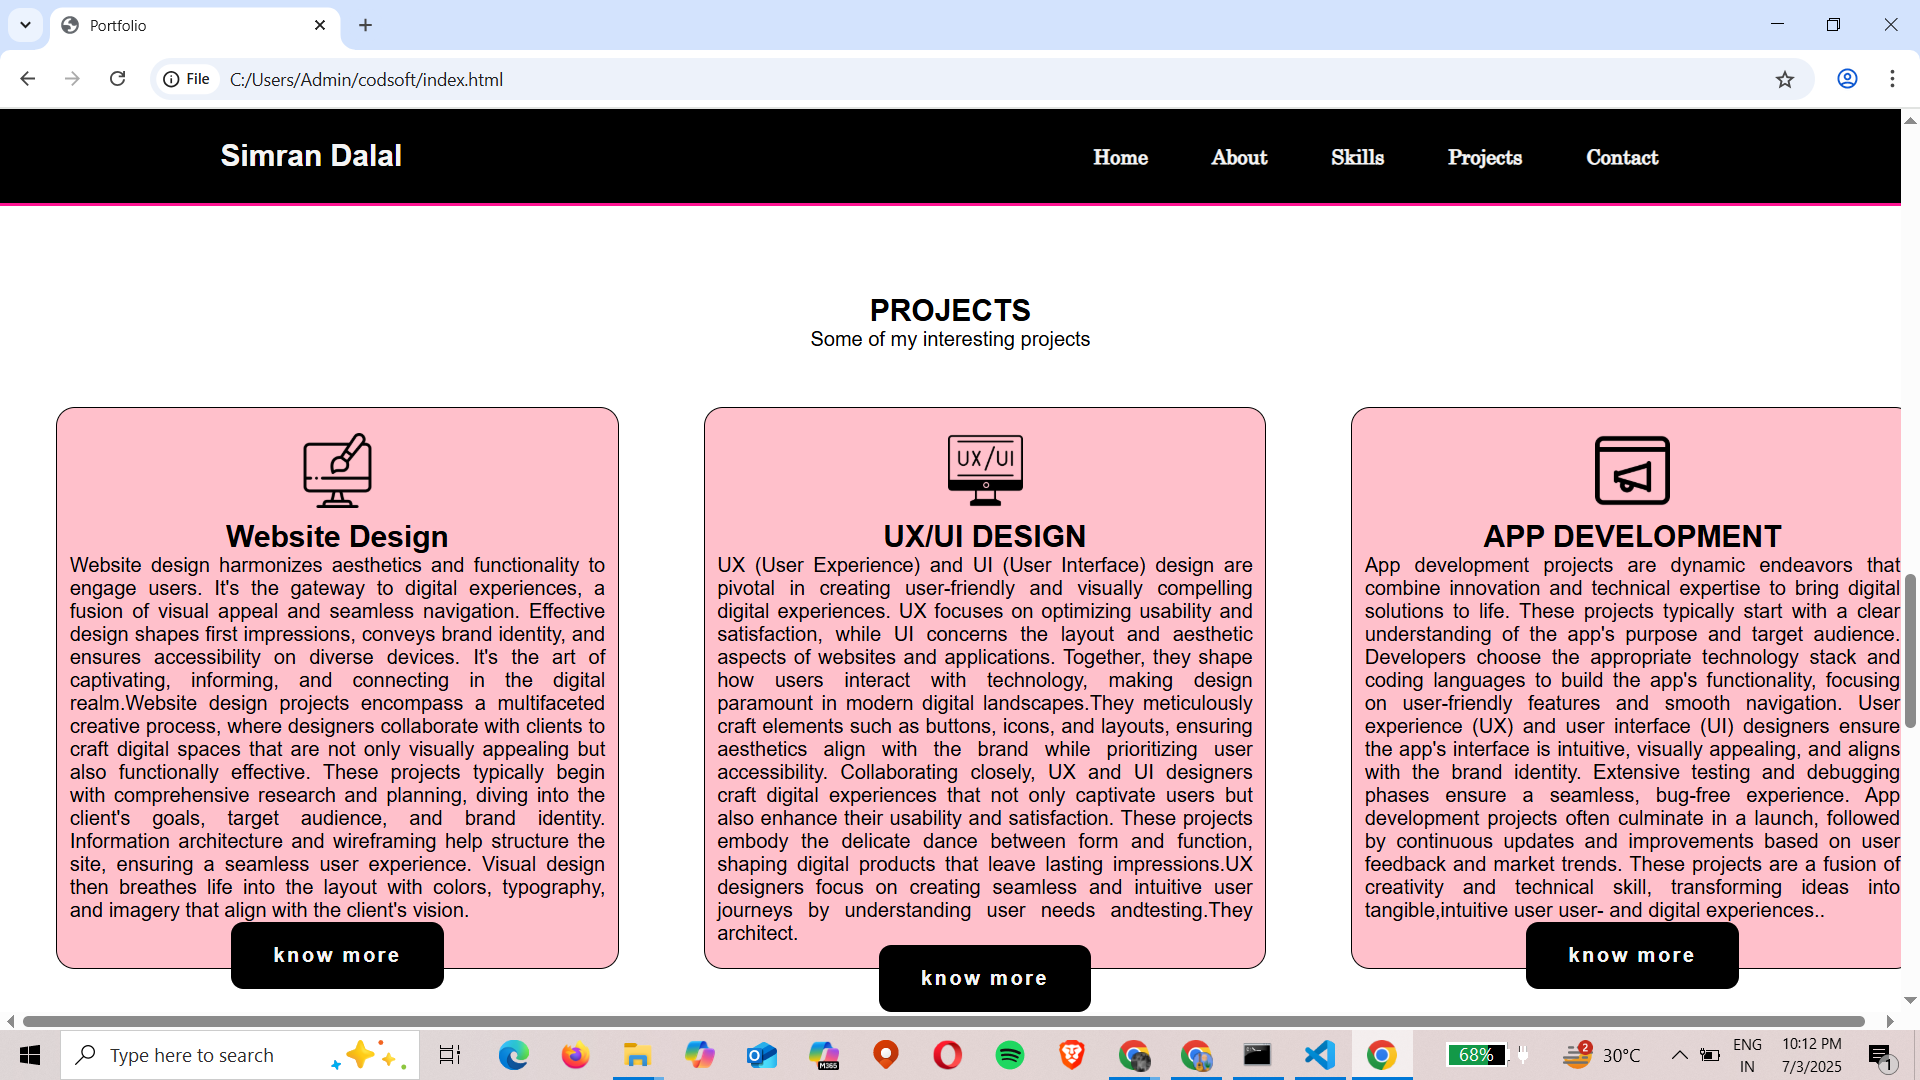 Portfolio
File
C:/Users/Admin/codsoft/index.html
Simran Dalal
Home
About
Skills
Projects
Contact
PROJECTS
Some of my interesting projects
Website Design
Website design harmonizes aesthetics and functionality to
engage users. It's the gateway to digital experiences, a
fusion of visual appeal and seamless navigation. Effective
design shapes first impressions, conveys brand identity, and
ensures accessibility on diverse devices. It's the art of
captivating, informing, and connecting in the digital
realm.Website design projects encompass a multifaceted
creative process, where designers collaborate with clients to
craft digital spaces that are not only visually appealing but
also functionally effective. These projects typically begin
with comprehensive research and planning, diving into the
client's goals, target audience, and brand identity.
Information architecture and wireframing help structure the
site, ensuring a seamless user experience. Visual design
then breathes life into the layout with colors, typography,
and imagery that align with the client's vision.
know more
UX/UI
UX/UI DESIGN
UX (User Experience) and UI (User Interface) design are
pivotal in creating user-friendly and visually compelling
digital experiences. UX focuses on optimizing usability and
satisfaction, while UI concerns the layout and aesthetic
aspects of websites and applications. Together, they shape
how users interact with technology, making design
paramount in modern digital landscapes.They meticulously
craft elements such as buttons, icons, and layouts, ensuring
aesthetics align with the brand while prioritizing user
accessibility. Collaborating closely, UX and UI designers
craft digital experiences that not only captivate users but
also enhance their usability and satisfaction. These projects
embody the delicate dance between form and function,
shaping digital products that leave lasting impressions.UX
designers focus on creating seamless and intuitive user
journeys by understanding user needs andtesting.They
architect.
know more
APP DEVELOPMENT
App development projects are dynamic endeavors that
combine innovation and technical expertise to bring digital
solutions to life. These projects typically start with a clear
understanding of the app's purpose and target audience.
Developers choose the appropriate technology stack and
coding languages to build the app's functionality, focusing
on user-friendly features and smooth navigation. User
experience (UX) and user interface (UI) designers ensure
the app's interface is intuitive, visually appealing, and aligns
with the brand identity. Extensive testing and debugging
phases ensure a seamless, bug-free experience. App
development projects often culminate in a launch, followed
by continuous updates and improvements based on user
feedback and market trends. These projects are a fusion of
creativity and technical skill, transforming ideas into
tangible,intuitive user user- and digital experiences..
know more
Type here to search
M365
68%
2
30°C
ENG
IN
10:12 PM
7/3/2025
1